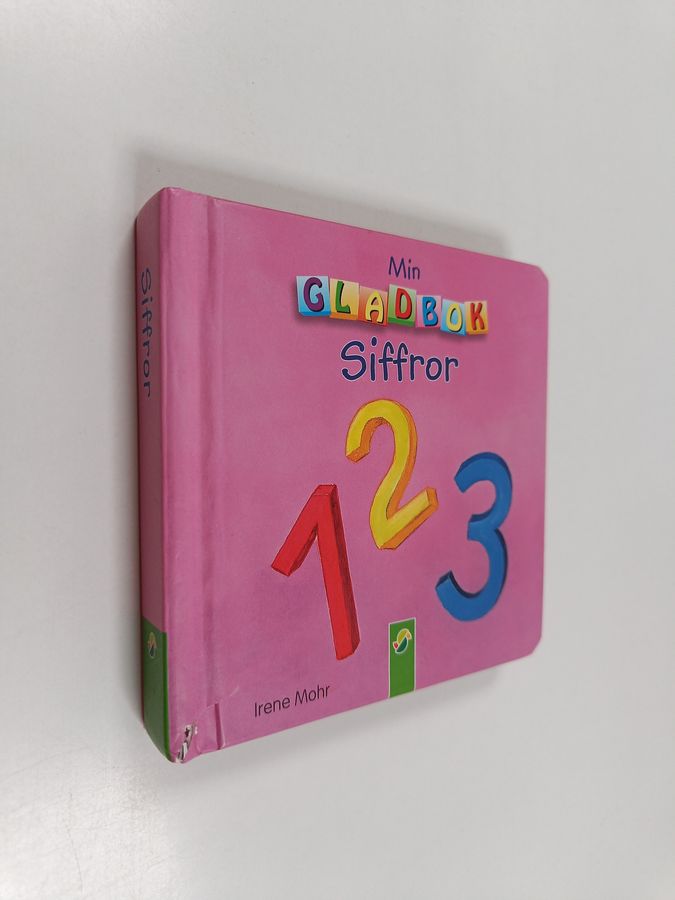 Siffror
Min
GLADBOK
Siffror
1 2 3
Irene Mohr